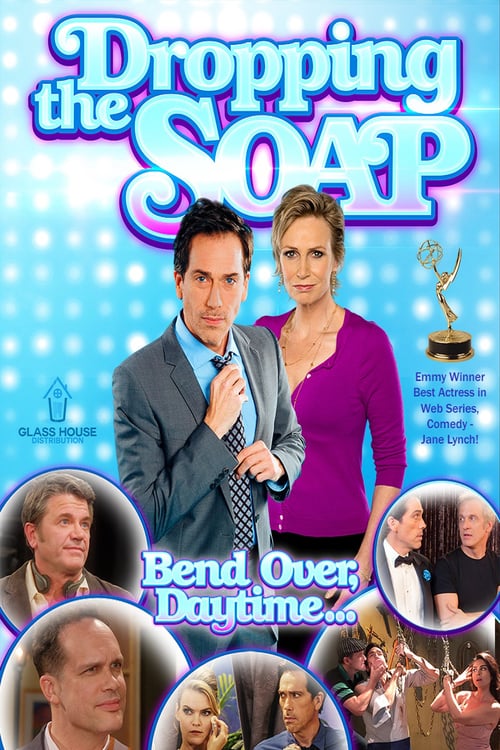 Dropping
the SOAP
Emmy Winner
Best Actress in
Web Series,
Comedy -
Jane Lynch!
GLASS HOUSE
DISTRIBUTION
Bend Over,
Daytime...